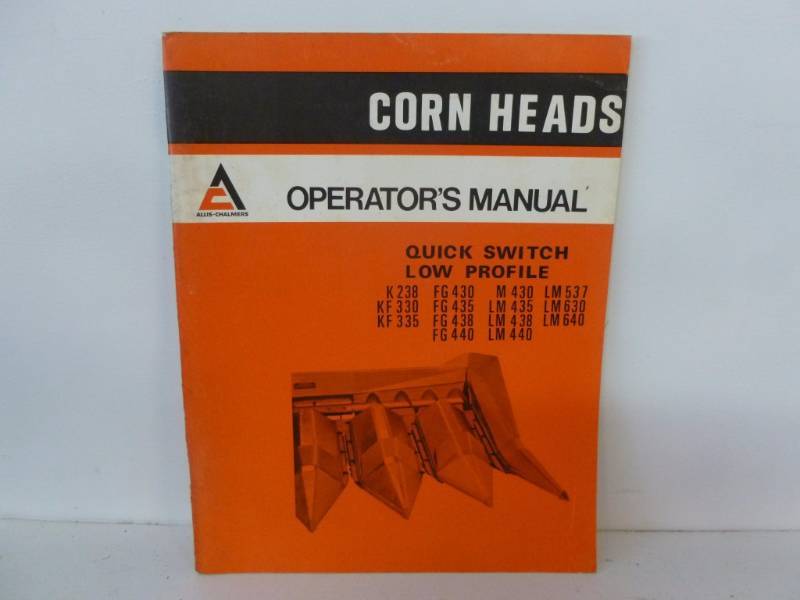 CORN HEADS
ALLIS-CHALMERS
OPERATOR'S MANUAL
QUICK SWITCH
LOW PROFILE
K 238 FG 430 M 430 LM 537
KF 330 FG 435 LM 435 LM 630
KF 335 FG 438 LM 438 LM 640
FG 440 LM 440